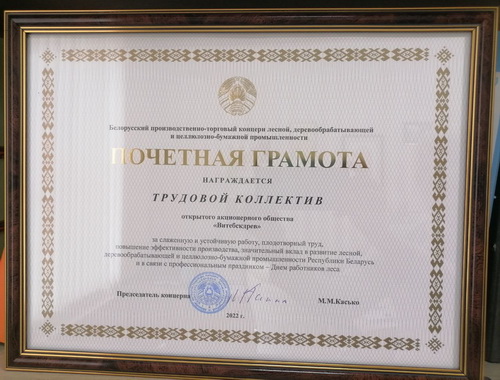 Белорусский производственно-торговый концерн лесной, деревообрабатывающей
и целлюлозно-бумажной промышленности
ПОЧЕТНАЯ ГРАМОТА
НАГРАЖДАЕТСЯ
ТРУДОВОЙ КОЛЛЕКТИВ
открытого акционерного общества
«Витебскдрев»
за слаженную и устойчивую работу, плодотворный труд,
повышение эффективности производства, значительный вклад в развитие лесной,
деревообрабатывающей и целлюлозно-бумажной промышленности Республики Беларусь
и в связи с профессиональным праздником – Днем работников леса
Председатель концерна М.М.Касько
2022 г.